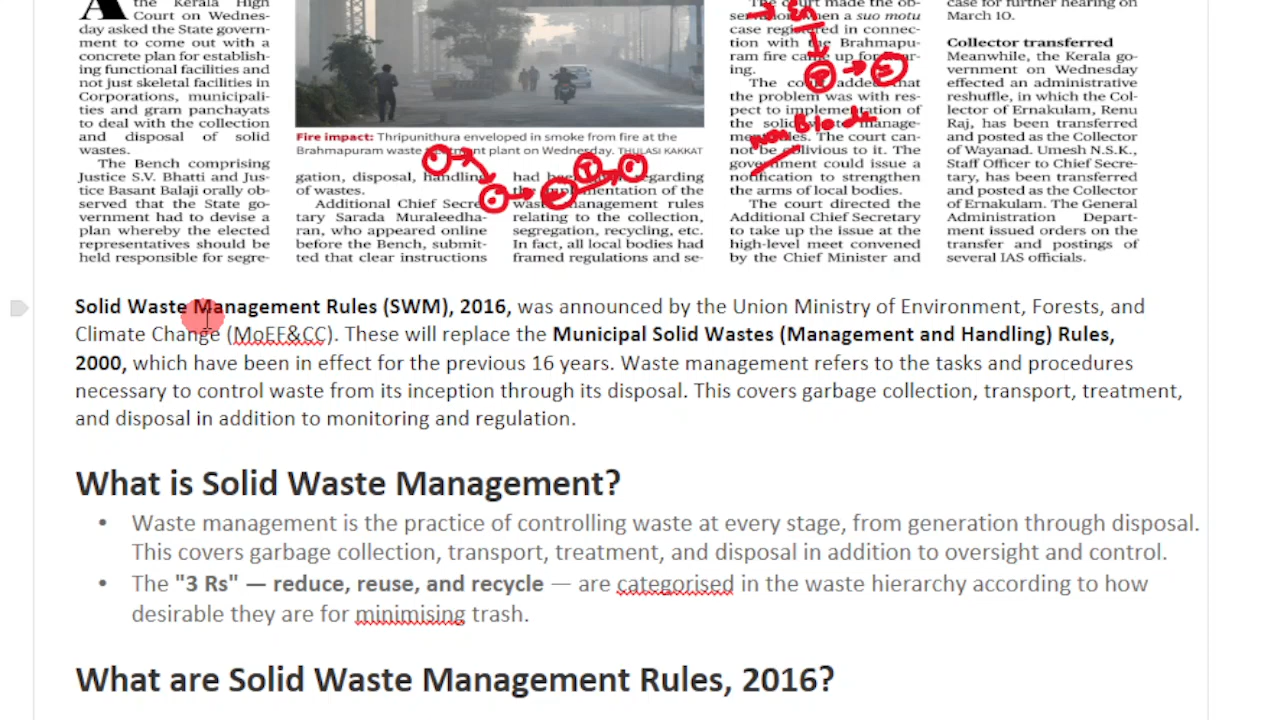 A the Kerala High
Court on Wednes-
day asked the State govern-
ment to come out with a
concrete plan for establish-
ing functional facilities and
not just skeletal facilities in
Corporations, municipali-
ties and gram panchayats
to deal with the collection
and disposal of solid
wastes.
The Bench comprising
Justice S.V. Bhatti and Jus-
tice Basant Balaji orally ob-
served that the State go-
vernment had to devise a
plan whereby the elected
representatives should be
held responsible for segre-
Fire impact: Thripunithura enveloped in smoke from fire at the
Brahmapuram waste treatment plant on Wednesday. THULASI KAKKAT
gation, disposal, handling
of wastes.
Additional Chief Secre-
tary Sarada Muraleedha-
ran, who appeared online
before the Bench, submit-
ted that clear instructions
had been regarding
the implementation of the
waste management rules
relating to the collection,
segregation, recycling, etc.
In fact, all local bodies had
framed regulations and se-
The court made the ob-
when a suo motu
case registered in connec-
tion with the Brahmapu-
ram fire came up for hear-
ing.
The court added that
the problem was with res-
pect to implementation of
the solid waste manage-
ment rules. The court can-
not be oblivious to it. The
government could issue a
notification to strengthen
the arms of local bodies.
The court directed the
Additional Chief Secretary
to take up the issue at the
high-level meet convened
by the Chief Minister and
case for further hearing on
March 10.
Collector transferred
Meanwhile, the Kerala go-
vernment on Wednesday
effected an administrative
reshuffle, in which the Col-
lector of Ernakulam, Renu
Raj, has been transferred
and posted as the Collector
of Wayanad. Umesh N.S.K.,
Staff Officer to Chief Secre-
tary, has been transferred
and posted as the Collector
of Ernakulam. The General
Administration Depart-
ment issued orders on the
transfer and postings of
several IAS officials.
Solid Waste Management Rules (SWM), 2016, was announced by the Union Ministry of Environment, Forests, and
Climate Change (MoEF&CC). These will replace the Municipal Solid Wastes (Management and Handling) Rules,
2000, which have been in effect for the previous 16 years. Waste management refers to the tasks and procedures
necessary to control waste from its inception through its disposal. This covers garbage collection, transport, treatment,
and disposal in addition to monitoring and regulation.
What is Solid Waste Management?
• Waste management is the practice of controlling waste at every stage, from generation through disposal.
This covers garbage collection, transport, treatment, and disposal in addition to oversight and control.
• The "3 Rs" — reduce, reuse, and recycle — are categorised in the waste hierarchy according to how
desirable they are for minimising trash.
What are Solid Waste Management Rules, 2016?